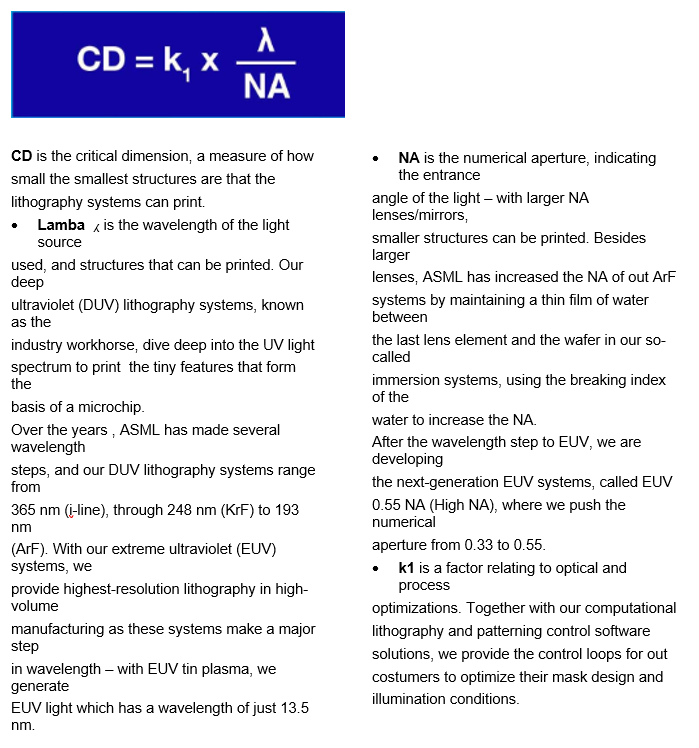 CD = k1 x λ
NA
CD is the critical dimension, a measure of how
small the smallest structures are that the
lithography systems can print.
• Lamba ʎ is the wavelength of the light
source
used, and structures that can be printed. Our
deep
ultraviolet (DUV) lithography systems, known
as the
industry workhorse, dive deep into the UV light
spectrum to print  the tiny features that form
the
basis of a microchip.
Over the years , ASML has made several
wavelength
steps, and our DUV lithography systems range
from
365 nm (i-line), through 248 nm (KrF) to 193
nm
(ArF). With our extreme ultraviolet (EUV)
systems, we
provide highest-resolution lithography in high-
volume
manufacturing as these systems make a major
step
in wavelength – with EUV tin plasma, we
generate
EUV light which has a wavelength of just 13.5
nm.
• NA is the numerical aperture, indicating
the entrance
angle of the light – with larger NA
lenses/mirrors,
smaller structures can be printed. Besides
larger
lenses, ASML has increased the NA of out ArF
systems by maintaining a thin film of water
between
the last lens element and the wafer in our so-
called
immersion systems, using the breaking index
of the
water to increase the NA.
After the wavelength step to EUV, we are
developing
the next-generation EUV systems, called EUV
0.55 NA (High NA), where we push the
numerical
aperture from 0.33 to 0.55.
• k1 is a factor relating to optical and
process
optimizations. Together with our computational
lithography and patterning control software
solutions, we provide the control loops for out
costumers to optimize their mask design and
illumination conditions.